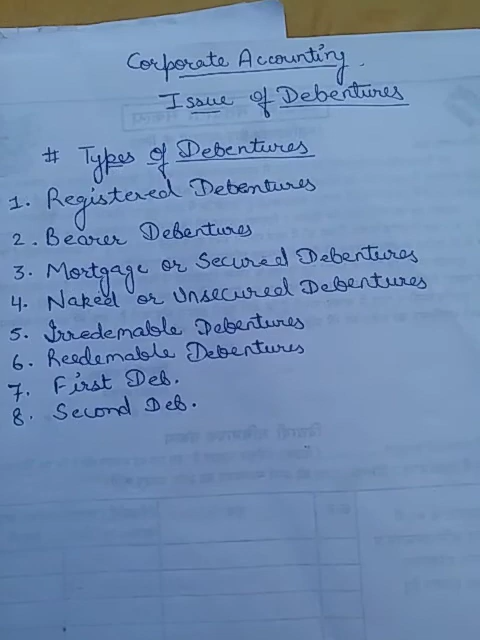 Corporate Accounting.
Issue of Debentures
# Types of Debentures
1. Registered Debentures
2. Bearer Debentures
3. Mortgage or Secured Debentures
4. Naked or Unsecured Debentures
5. Irredemable Debentures
6. Reedemable Debentures
7. First Deb.
8. Second Deb.